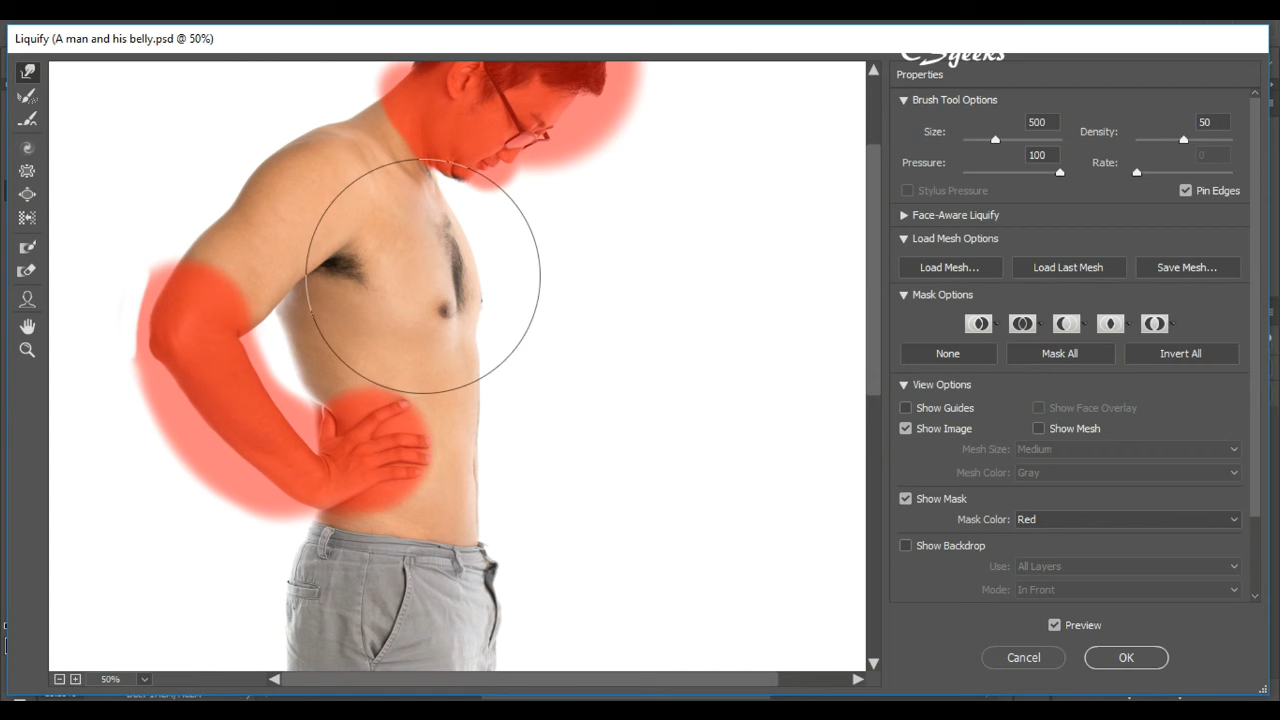 Liquify (A man and his belly.psd @ 50%)
Properties
Brush Tool Options
Size: 500 Density: 50
Pressure: 100 Rate: 0
Stylus Pressure Pin Edges
Face-Aware Liquify
Load Mesh Options
Load Mesh... Load Last Mesh Save Mesh...
Mask Options
None Mask All Invert All
View Options
Show Guides Show Face Overlay
Show Image Show Mesh
Mesh Size: Medium
Mesh Color: Gray
Show Mask
Mask Color: Red
Show Backdrop
Use: All Layers
Mode: In Front
Preview
50% Cancel OK